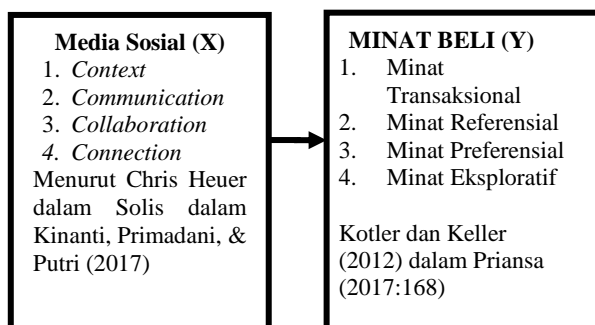 Media Sosial (X)
1. Context
2. Communication
3. Collaboration
4. Connection
Menurut Chris Heuer
dalam Solis dalam
Kinanti, Primadani, &
Putri (2017)
MINAT BELI (Y)
1. Minat
Transaksional
2. Minat Referensial
3. Minat Preferensial
4. Minat Eksploratif
Kotler dan Keller
(2012) dalam Priansa
(2017:168)